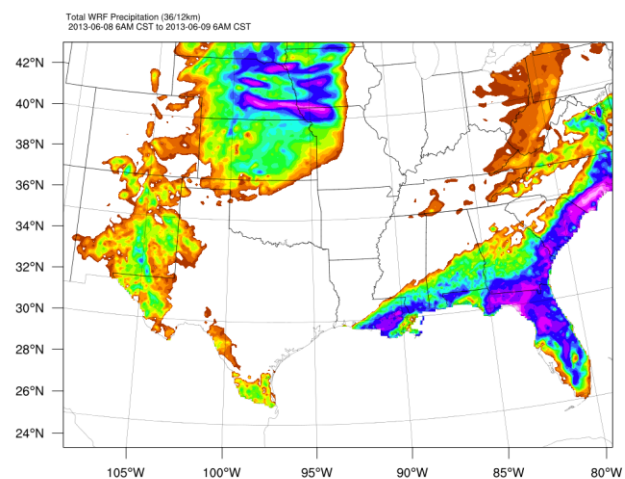 Total WRF Precipitation (36/12km)
2013-06-08 6AM CST to 2013-06-09 6AM CST
42°N
40°N
38°N
36°N
34°N
32°N
30°N
28°N
26°N
24°N
105°W
100°W
95°W
90°W
85°W
80°W